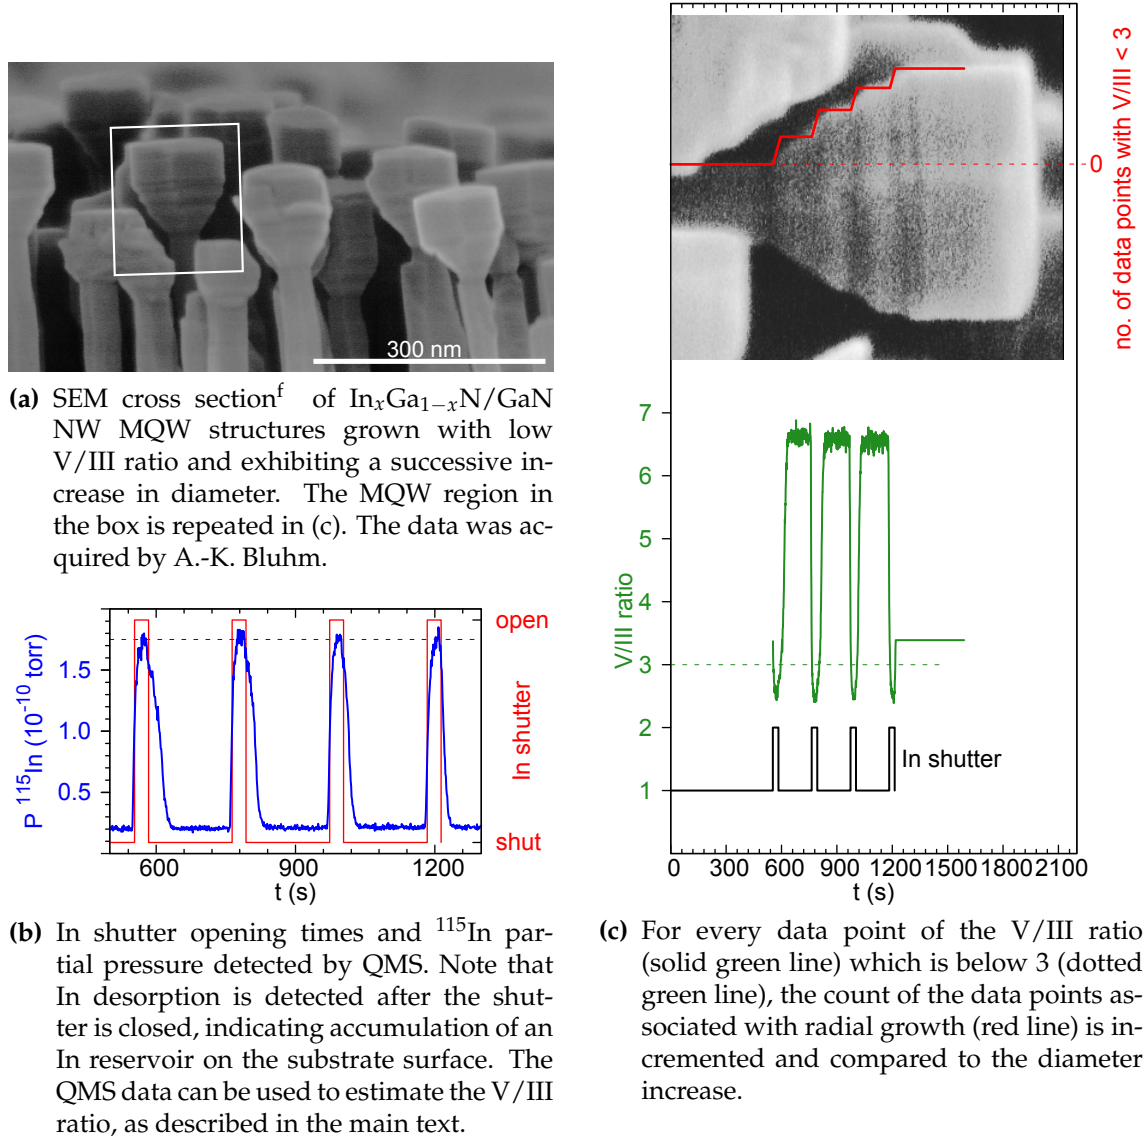 300 nm
(a) SEM cross sectionᶠ of InₓGa₁₋ₓN/GaN
NW MQW structures grown with low
V/III ratio and exhibiting a successive in-
crease in diameter. The MQW region in
the box is repeated in (c). The data was ac-
quired by A.-K. Bluhm.
P ¹¹⁵In (10⁻¹⁰ torr)
1.5
1.0
0.5
open
In shutter
shut
600 900 1200
t (s)
(b) In shutter opening times and ¹¹⁵In par-
tial pressure detected by QMS. Note that
In desorption is detected after the shut-
ter is closed, indicating accumulation of an
In reservoir on the substrate surface. The
QMS data can be used to estimate the V/III
ratio, as described in the main text.
no. of data points with V/III < 3
0
V/III ratio
7
6
5
4
3
2
1
In shutter
0 300 600 900 1200 1500 1800 2100
t (s)
(c) For every data point of the V/III ratio
(solid green line) which is below 3 (dotted
green line), the count of the data points as-
sociated with radial growth (red line) is in-
cremented and compared to the diameter
increase.